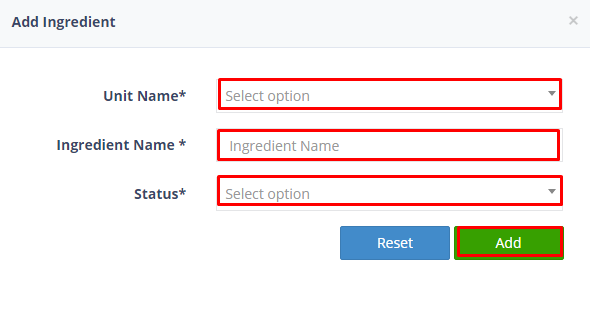 Add Ingredient ×
Unit Name* Select option
Ingredient Name * Ingredient Name
Status* Select option
Reset Add